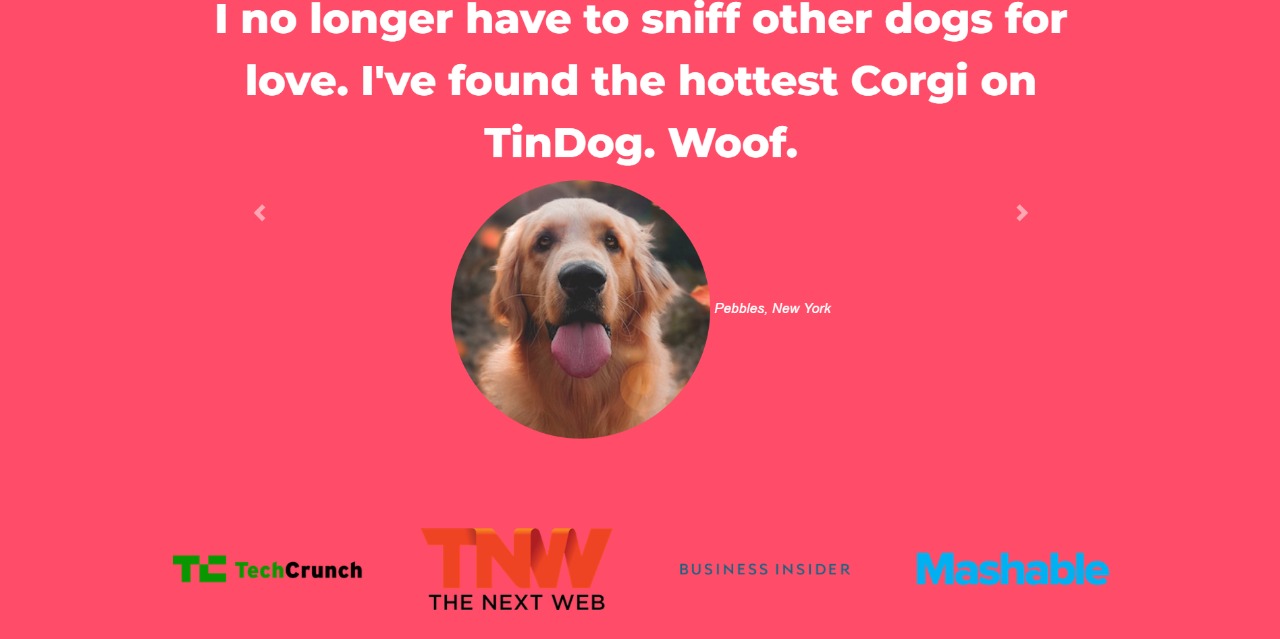 I no longer have to sniff other dogs for
love. I've found the hottest Corgi on
TinDog. Woof.
Pebbles, New York
TC TechCrunch
TNW
THE NEXT WEB
BUSINESS INSIDER
Mashable